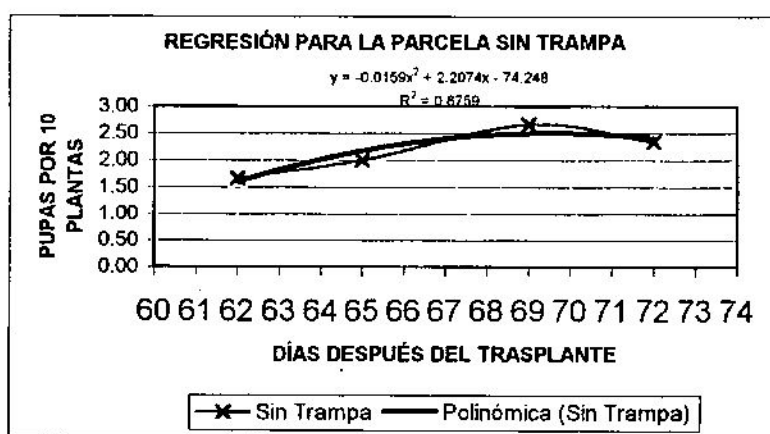 REGRESIÓN PARA LA PARCELA SIN TRAMPA
y = -0.0159x² + 2.2074x - 74.248
R² = 0.8759
PUPAS POR 10
PLANTAS
3.00
2.50
2.00
1.50
1.00
0.50
0.00
60 61 62 63 64 65 66 67 68 69 70 71 72 73 74
DÍAS DESPUÉS DEL TRASPLANTE
Sin Trampa
Polinómica (Sin Trampa)